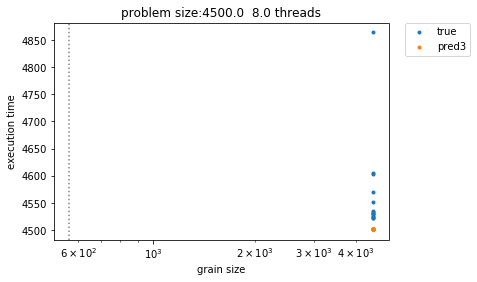 problem size:4500.0  8.0 threads
true
pred3
execution time
4850
4800
4750
4700
4650
4600
4550
4500
6 × 10²
10³
2 × 10³
3 × 10³
4 × 10³
grain size